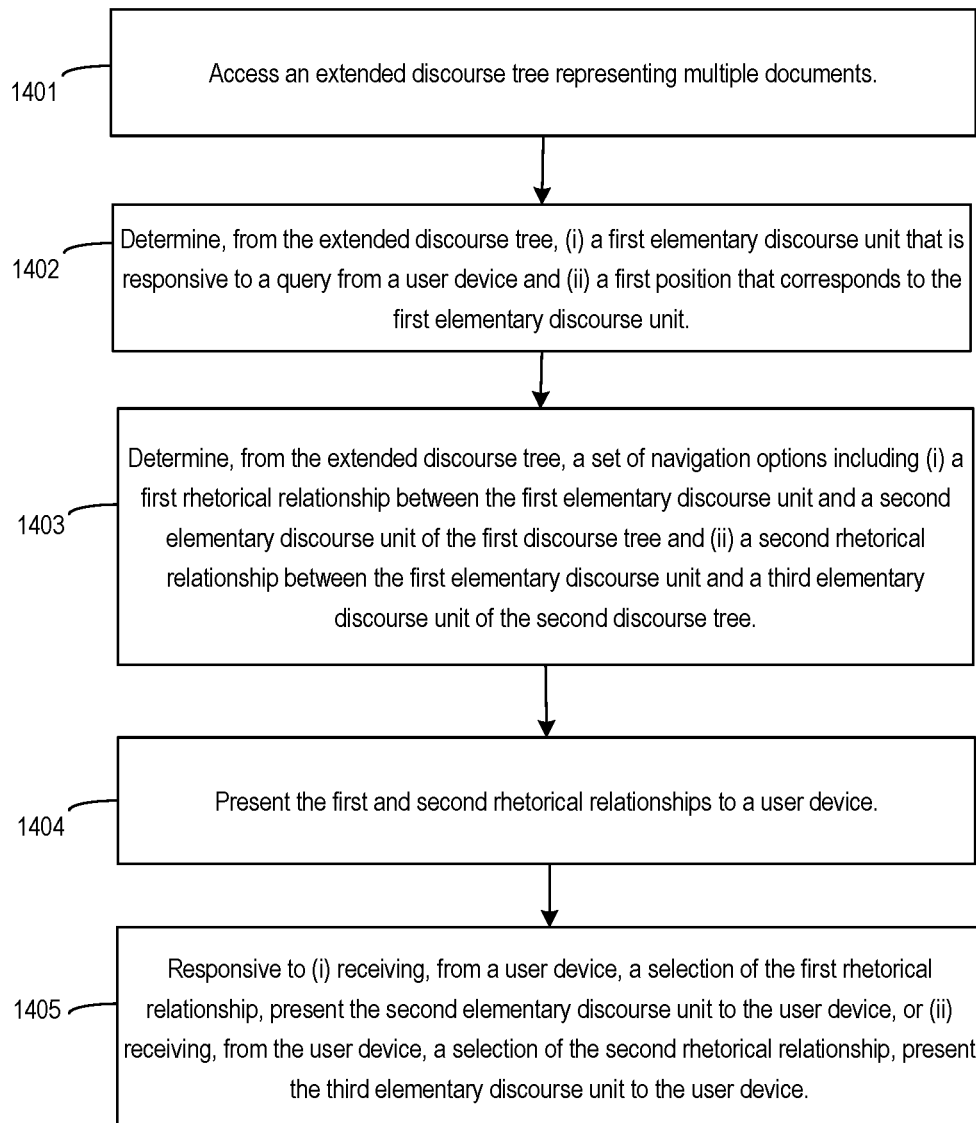 1401
Access an extended discourse tree representing multiple documents.
1402
Determine, from the extended discourse tree, (i) a first elementary discourse unit that is
responsive to a query from a user device and (ii) a first position that corresponds to the
first elementary discourse unit.
1403
Determine, from the extended discourse tree, a set of navigation options including (i) a
first rhetorical relationship between the first elementary discourse unit and a second
elementary discourse unit of the first discourse tree and (ii) a second rhetorical
relationship between the first elementary discourse unit and a third elementary
discourse unit of the second discourse tree.
1404
Present the first and second rhetorical relationships to a user device.
1405
Responsive to (i) receiving, from a user device, a selection of the first rhetorical
relationship, present the second elementary discourse unit to the user device, or (ii)
receiving, from the user device, a selection of the second rhetorical relationship, present
the third elementary discourse unit to the user device.